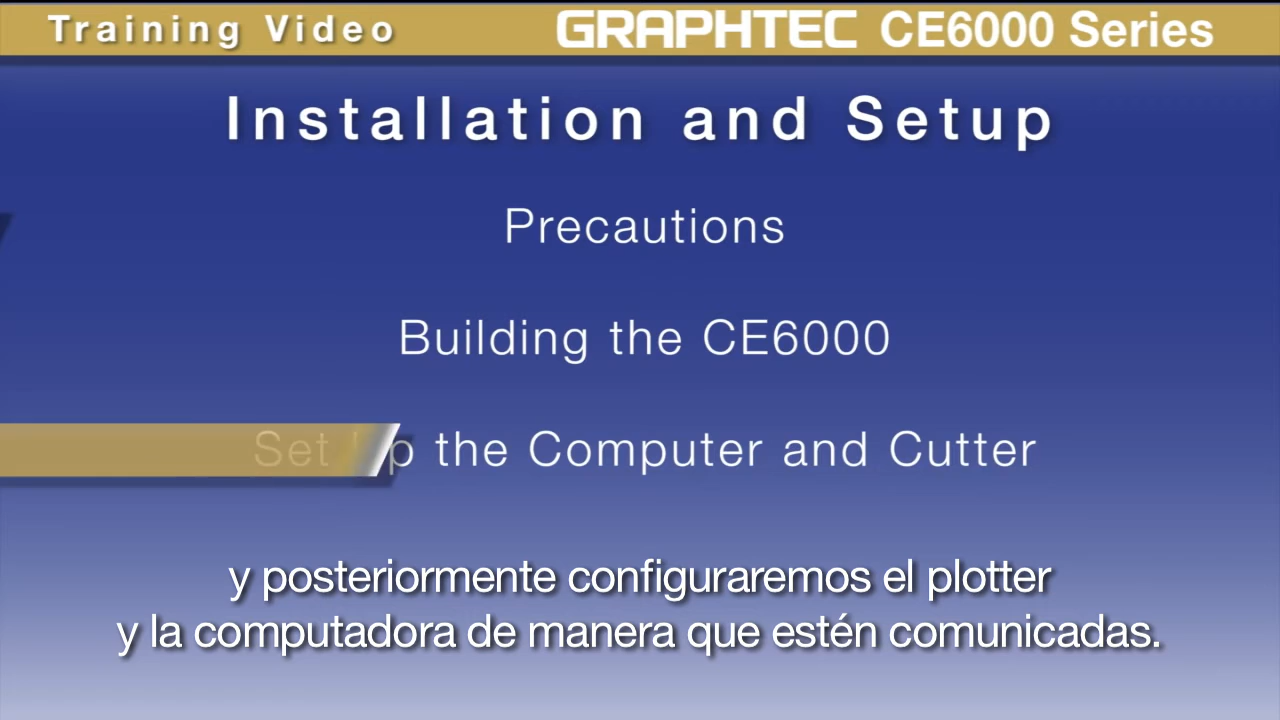 Training Video
GRAPHTEC CE6000 Series
Installation and Setup
Precautions
Building the CE6000
Set Up the Computer and Cutter
y posteriormente configuraremos el plotter
y la computadora de manera que estén comunicadas.